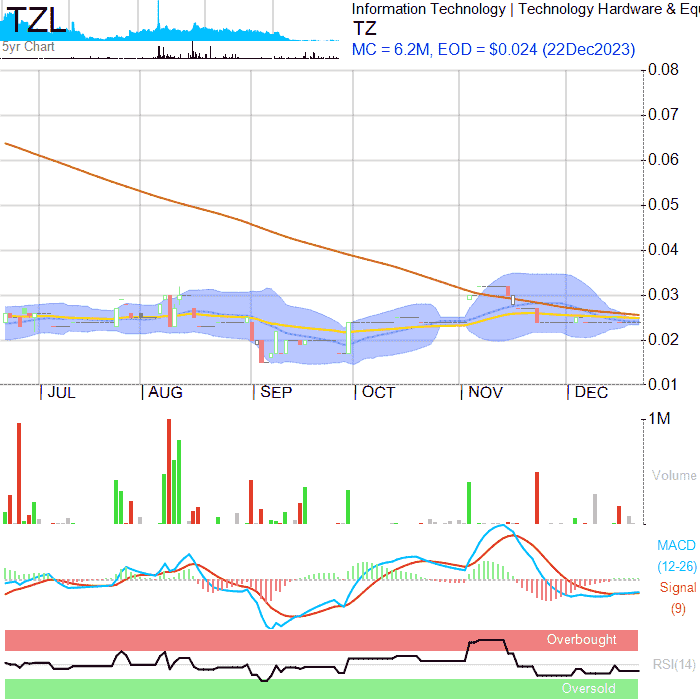 TZL
5yr Chart
Information Technology | Technology Hardware & Equ
TZ
MC = 6.2M, EOD = $0.024 (22Dec2023)
0.08
0.07
0.06
0.05
0.04
0.03
0.02
0.01
JUL AUG SEP OCT NOV DEC
1M
Volume
MACD
(12-26)
Signal
(9)
Overbought
RSI(14)
Oversold